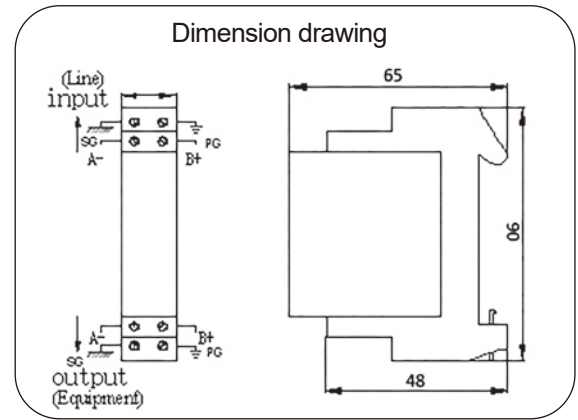 Dimension drawing
(Line)
input
SG
PG
A-
B+
A-
B+
SG
PG
output
(Equipment)
65
90
48